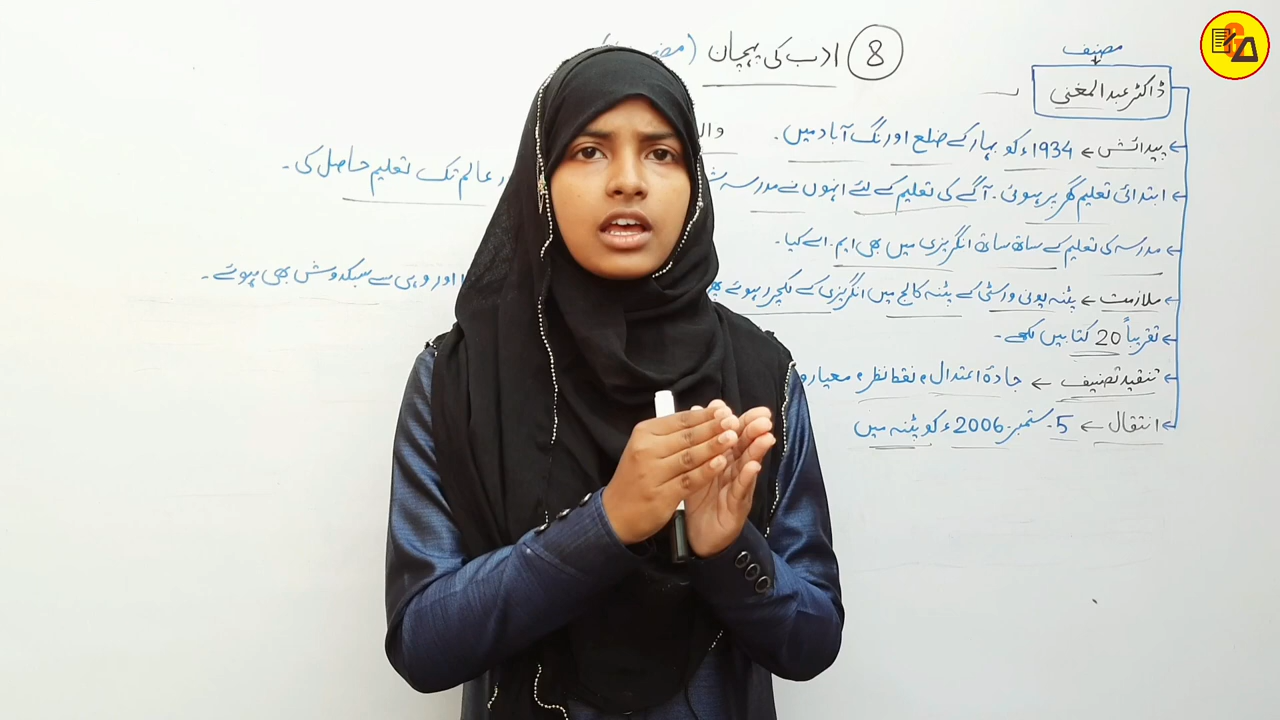 8 ادب کی پہچان
مصنف
ڈاکٹر عبدالمغنی
پیدائش ← 1934ء کو بہار کے ضلع اورنگ آباد میں۔
ابتدائی تعلیم گھر پر ہوئی۔ آگے کی تعلیم کے لئے انہوں نے مدرسہ عالم تک تعلیم حاصل کی۔
مدرسہ کی تعلیم کے ساتھ ساتھ انگریزی میں بھی ایم۔اے کیا۔
ملازمت ← پٹنہ یونی ورسٹی کے پٹنہ کالج میں انگریزی کے لکچرر ہوئے اور وہی سے سبکدوش بھی ہوئے۔
تقریباً 20 کتابیں لکھے۔
تنقید تصنیف ← جادۂ اعتدال، نقطۂ نظر، معیار و
انتقال ← 5۔ ستمبر۔ 2006ء کو پٹنہ میں